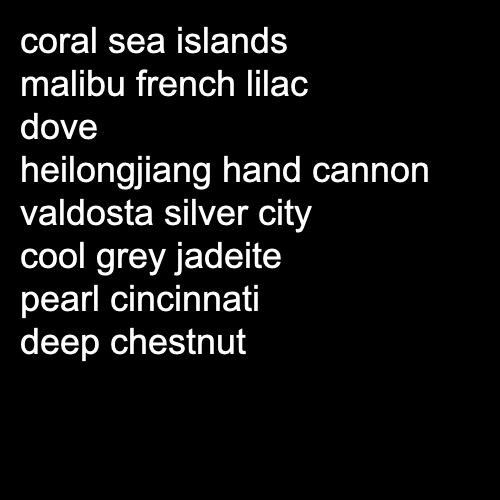 coral sea islands
malibu french lilac
dove
heilongjiang hand cannon
valdosta silver city
cool grey jadeite
pearl cincinnati
deep chestnut